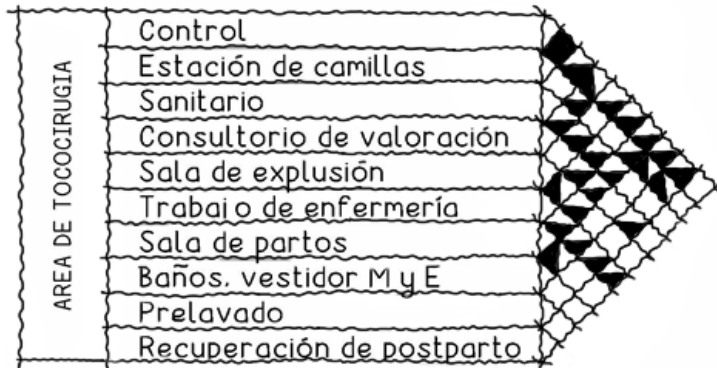 AREA DE TOCOCIRUGIA
Control
Estación de camillas
Sanitario
Consultorio de valoración
Sala de explusión
Trabajo de enfermería
Sala de partos
Baños, vestidor M y E
Prelavado
Recuperación de postparto